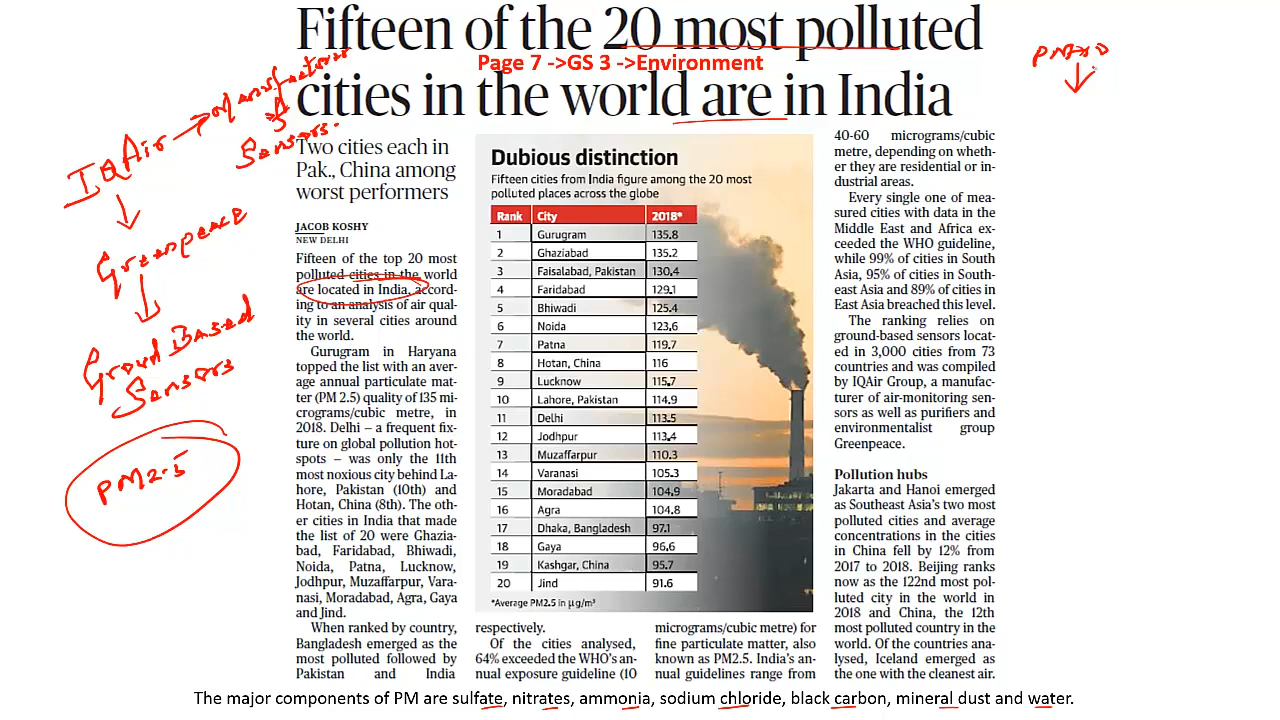 Fifteen of the 20 most polluted
cities in the world are in India
Page 7 ->GS 3 ->Environment
IQAir → Manufacturer
of
Sensors.
Greenpeace
Ground Based
Sensors
PM2.5
Two cities each in
Pak., China among
worst performers
JACOB KOSHY
NEW DELHI
Fifteen of the top 20 most
polluted cities in the world
are located in India, accord-
ing to an analysis of air qual-
ity in several cities around
the world.
Gurugram in Haryana
topped the list with an aver-
age annual particulate mat-
ter (PM 2.5) quality of 135 mi-
crograms/cubic metre, in
2018. Delhi – a frequent fix-
ture on global pollution hot-
spots – was only the 11th
most noxious city behind La-
hore, Pakistan (10th) and
Hotan, China (8th). The oth-
er cities in India that made
the list of 20 were Ghazia-
bad, Faridabad, Bhiwadi,
Noida, Patna, Lucknow,
Jodhpur, Muzaffarpur, Vara-
nasi, Moradabad, Agra, Gaya
and Jind.
When ranked by country,
Bangladesh emerged as the
most polluted followed by
Pakistan and India
Dubious distinction
Fifteen cities from India figure among the 20 most
polluted places across the globe
Rank City 2018*
1 Gurugram 135.8
2 Ghaziabad 135.2
3 Faisalabad, Pakistan 130.4
4 Faridabad 129.1
5 Bhiwadi 125.4
6 Noida 123.6
7 Patna 119.7
8 Hotan, China 116
9 Lucknow 115.7
10 Lahore, Pakistan 114.9
11 Delhi 113.5
12 Jodhpur 113.4
13 Muzaffarpur 110.3
14 Varanasi 105.3
15 Moradabad 104.9
16 Agra 104.8
17 Dhaka, Bangladesh 97.1
18 Gaya 96.6
19 Kashgar, China 95.7
20 Jind 91.6
*Average PM2.5 in µg/m³
respectively.
Of the cities analysed,
64% exceeded the WHO's an-
nual exposure guideline (10
micrograms/cubic metre) for
fine particulate matter, also
known as PM2.5. India's an-
nual guidelines range from
40-60 micrograms/cubic
metre, depending on wheth-
er they are residential or in-
dustrial areas.
Every single one of mea-
sured cities with data in the
Middle East and Africa ex-
ceeded the WHO guideline,
while 99% of cities in South
Asia, 95% of cities in South-
east Asia and 89% of cities in
East Asia breached this level.
The ranking relies on
ground-based sensors locat-
ed in 3,000 cities from 73
countries and was compiled
by IQAir Group, a manufac-
turer of air-monitoring sen-
sors as well as purifiers and
environmentalist group
Greenpeace.
Pollution hubs
Jakarta and Hanoi emerged
as Southeast Asia's two most
polluted cities and average
concentrations in the cities
in China fell by 12% from
2017 to 2018. Beijing ranks
now as the 122nd most pol-
luted city in the world in
2018 and China, the 12th
most polluted country in the
world. Of the countries ana-
lysed, Iceland emerged as
the one with the cleanest air.
The major components of PM are sulfate, nitrates, ammonia, sodium chloride, black carbon, mineral dust and water.